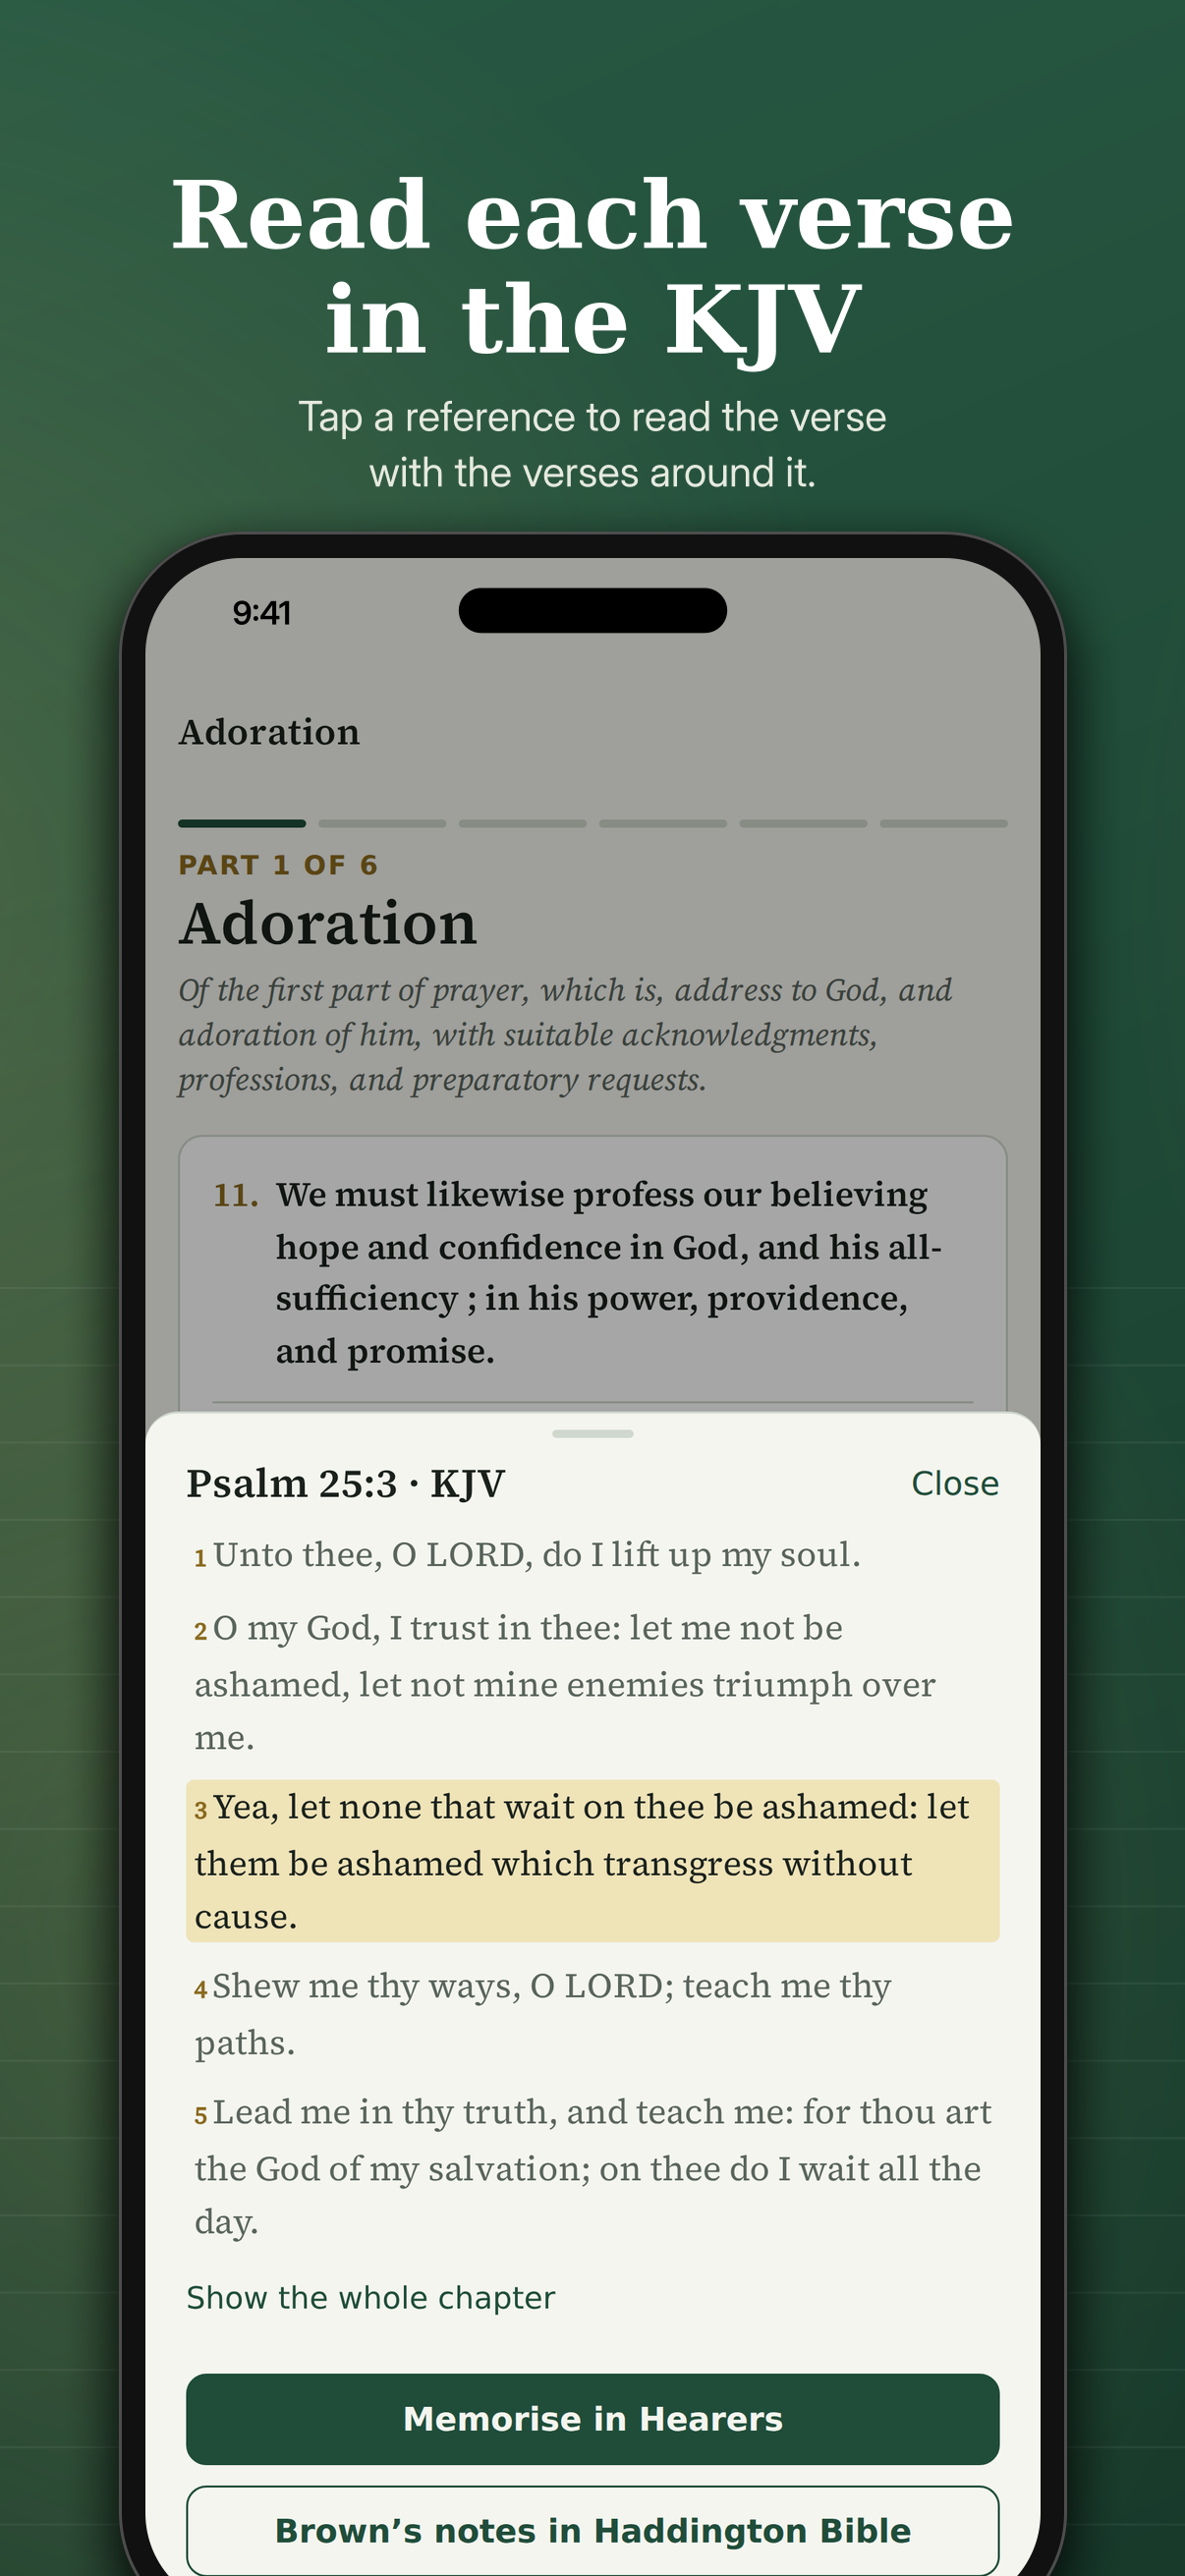 Read each verse
in the KJV
Tap a reference to read the verse
with the verses around it.
9:41
Adoration
PART 1 OF 6
Adoration
Of the first part of prayer, which is, address to God, and
adoration of him, with suitable acknowledgments,
professions, and preparatory requests.
11. We must likewise profess our believing
hope and confidence in God, and his all-
sufficiency ; in his power, providence,
and promise.
Psalm 25:3 · KJV
Close
1 Unto thee, O LORD, do I lift up my soul.
2 O my God, I trust in thee: let me not be
ashamed, let not mine enemies triumph over
me.
3 Yea, let none that wait on thee be ashamed: let
them be ashamed which transgress without
cause.
4 Shew me thy ways, O LORD; teach me thy
paths.
5 Lead me in thy truth, and teach me: for thou art
the God of my salvation; on thee do I wait all the
day.
Show the whole chapter
Memorise in Hearers
Brown’s notes in Haddington Bible